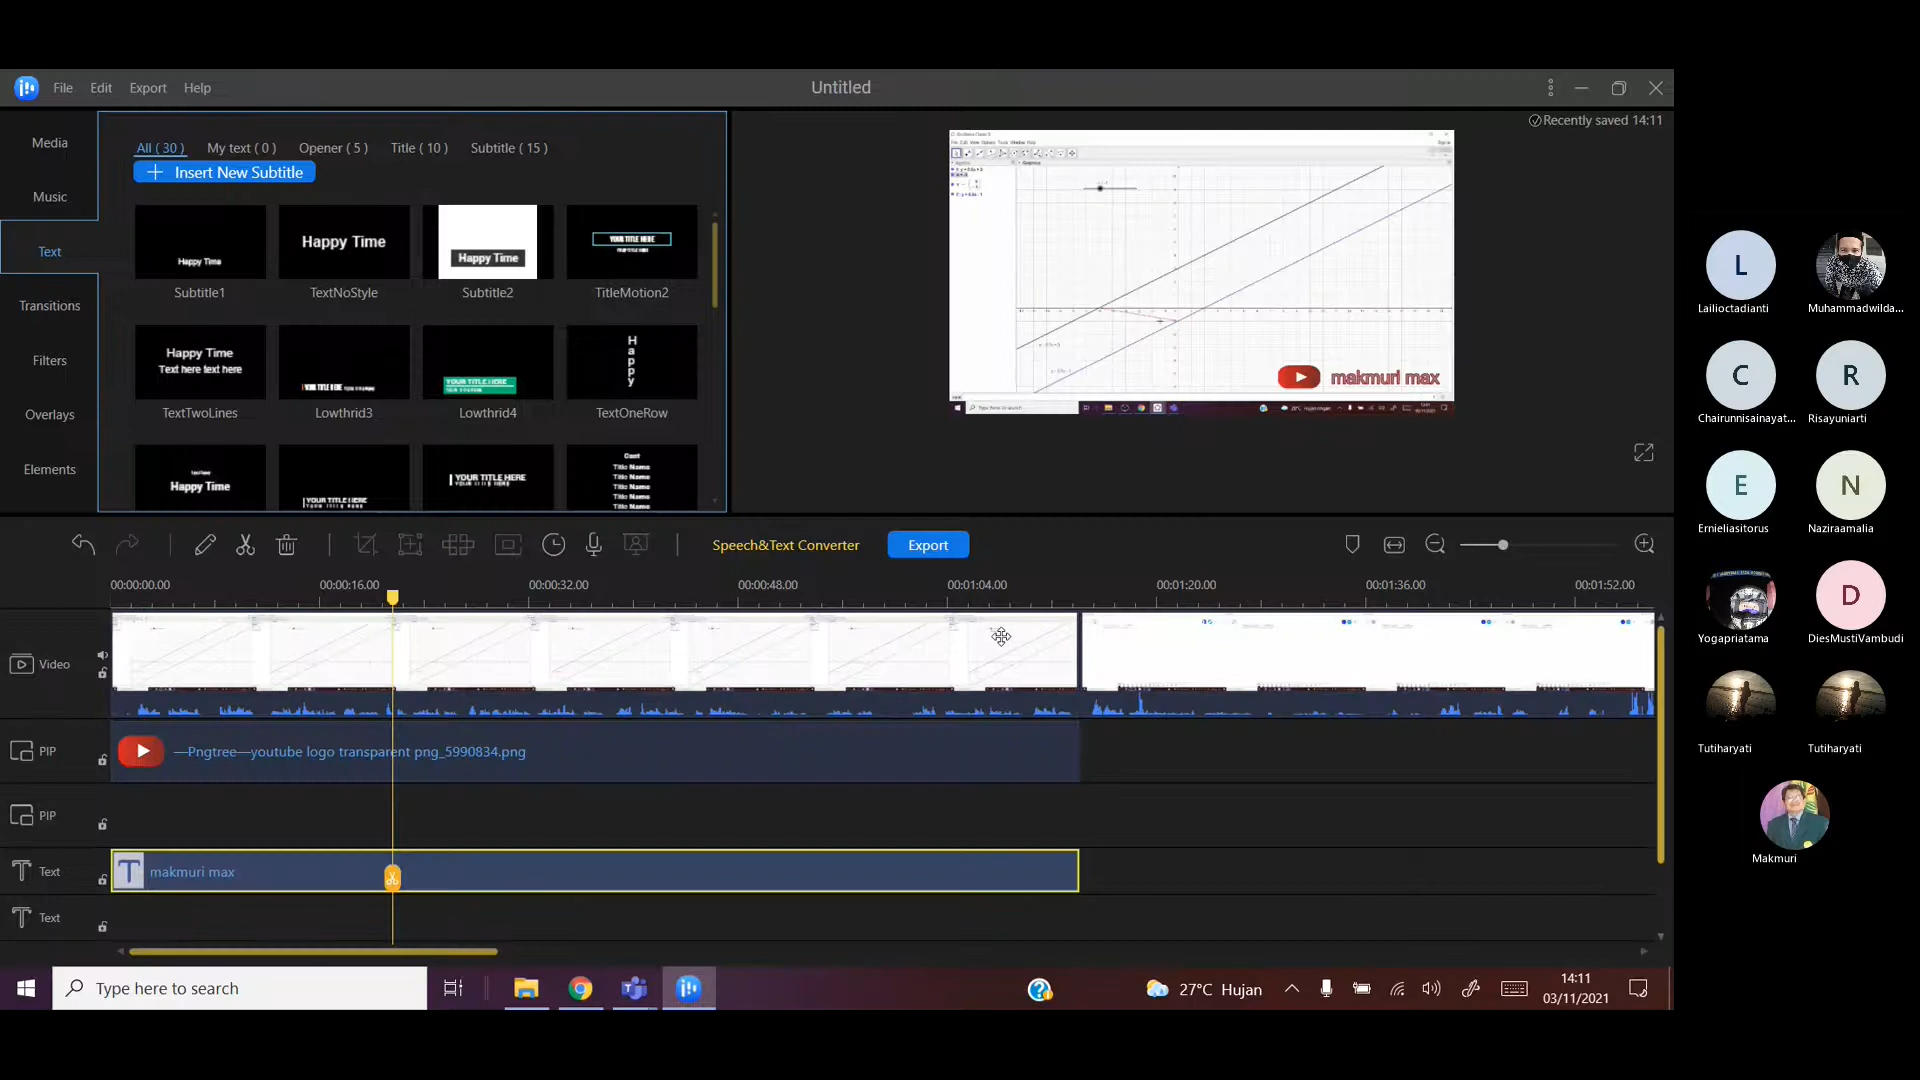 File Edit Export Help
Untitled
Recently saved 14:11
Media
Music
Text
Transitions
Filters
Overlays
Elements
All ( 30 ) My text ( 0 ) Opener ( 5 ) Title ( 10 ) Subtitle ( 15 )
Insert New Subtitle
Happy Time
Happy Time
Happy Time
YOUR TITLE HERE
Subtitle1 TextNoStyle Subtitle2 TitleMotion2
Happy Time
Text here text here
YOUR TITLE HERE
YOUR TITLE HERE
Happy
TextTwoLines Lowthrid3 Lowthrid4 TextOneRow
Happy Time
YOUR TITLE HERE
YOUR TITLE HERE
Title Name
Title Name
Title Name
Title Name
makmuri max
Speech&Text Converter
Export
00:00:00.00 00:00:16.00 00:00:32.00 00:00:48.00 00:01:04.00 00:01:20.00 00:01:36.00 00:01:52.00
Video
PIP
—Pngtree—youtube logo transparent png_5990834.png
PIP
Text
T makmuri max
Text
Type here to search
27°C Hujan
14:11
03/11/2021
L
Lailioctadianti
Muhammadwilda...
C
Chairunnisainayat...
R
Risayuniarti
E
Ernieliasitorus
N
Naziraamalia
Yogapriatama
D
DiesMustiVambudi
Tutiharyati
Tutiharyati
Makmuri